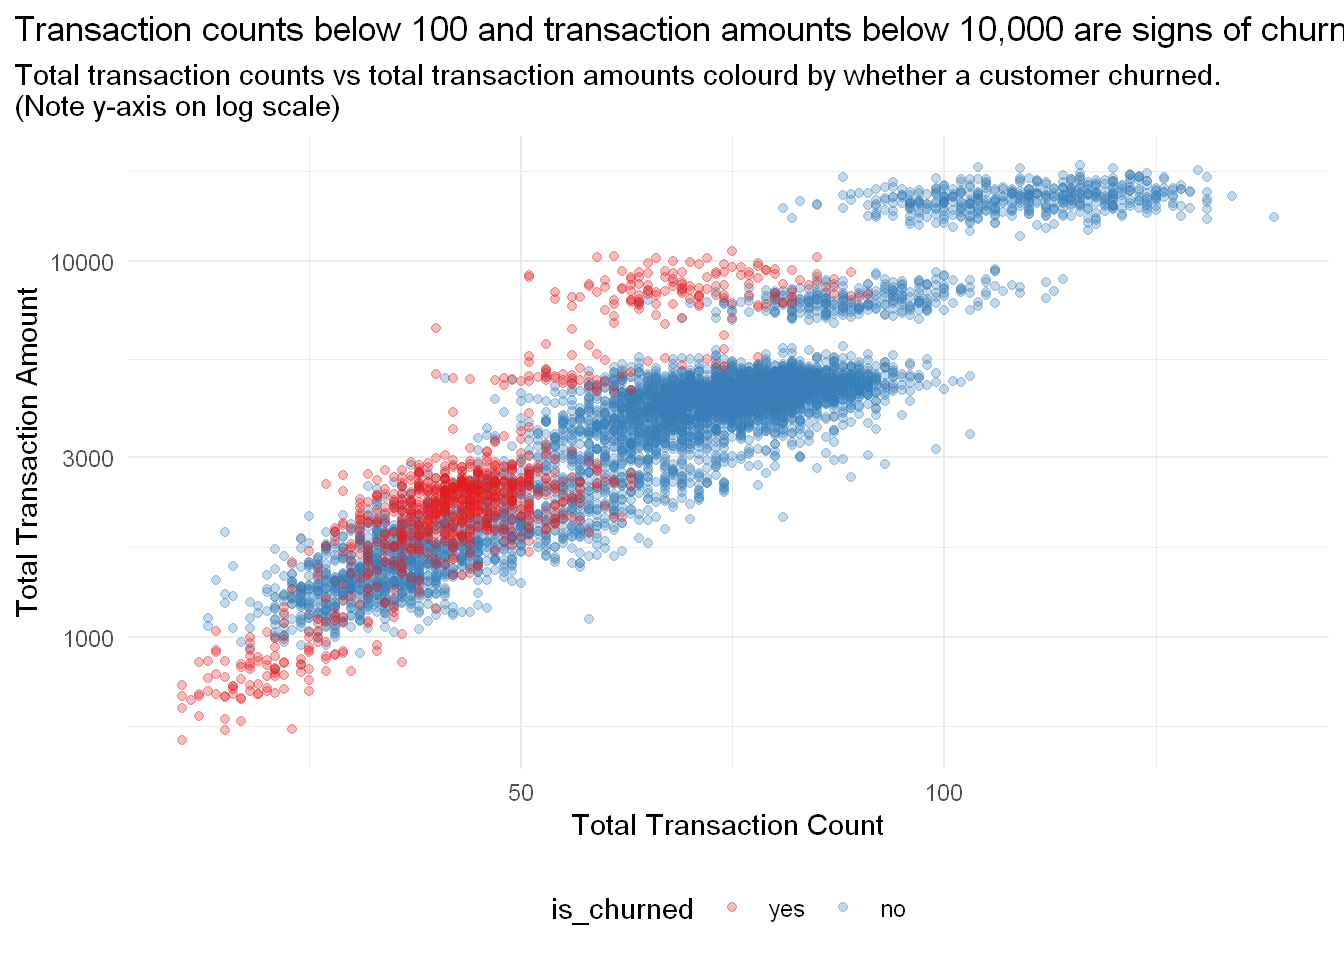 Transaction counts below 100 and transaction amounts below 10,000 are signs of churn
Total transaction counts vs total transaction amounts colourd by whether a customer churned.
(Note y-axis on log scale)
Total Transaction Amount
10000
3000
1000
50 100
Total Transaction Count
is_churned yes no